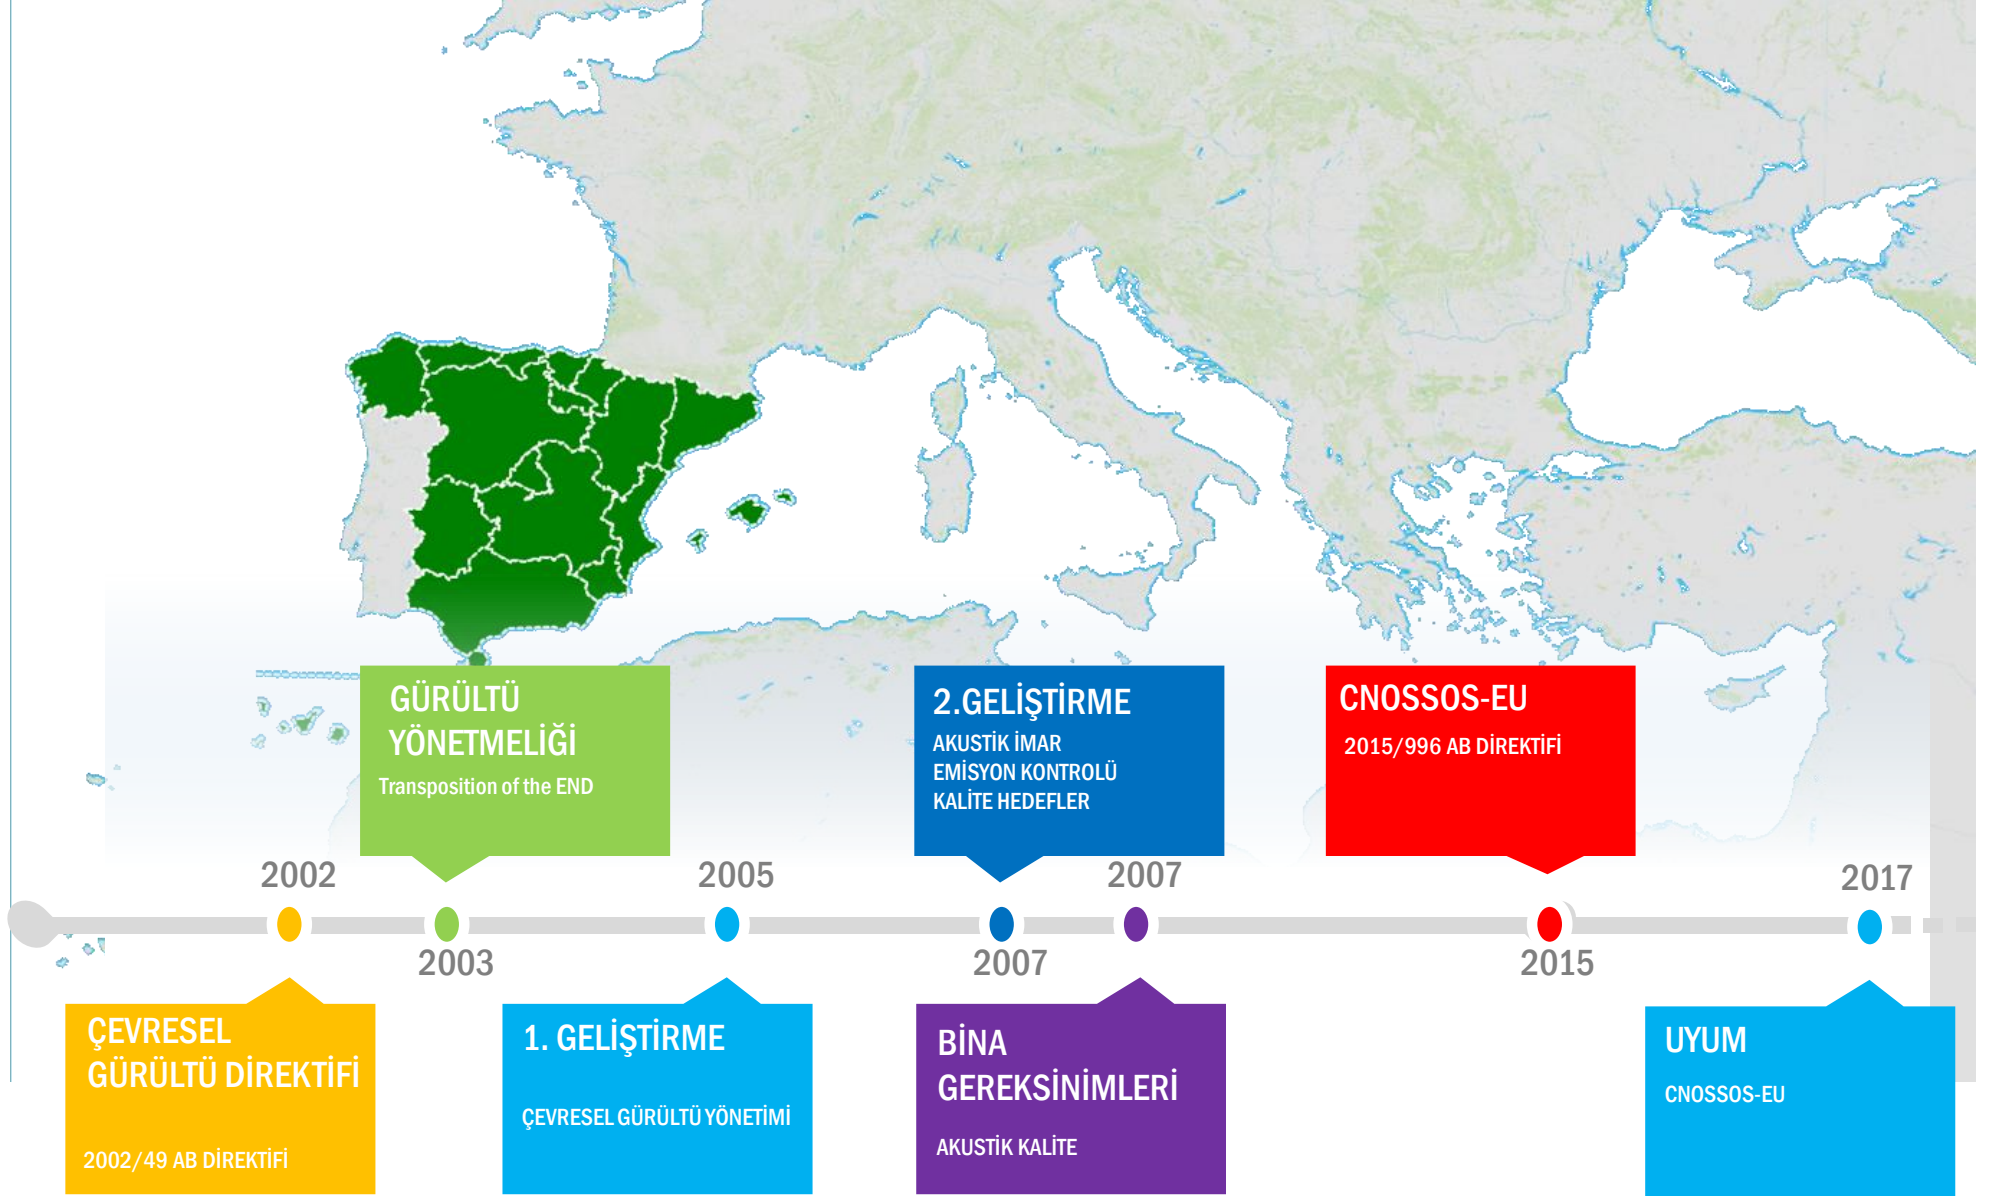 GÜRÜLTÜ
YÖNETMELİĞİ
Transposition of the END
2.GELİŞTİRME
AKUSTİK İMAR
EMİSYON KONTROLÜ
KALİTE HEDEFLER
CNOSSOS-EU
2015/996 AB DİREKTİFİ
2002
2005
2007
2017
2003
2007
2015
ÇEVRESEL
GÜRÜLTÜ DİREKTİFİ
2002/49 AB DİREKTİFİ
1. GELİŞTİRME
ÇEVRESEL GÜRÜLTÜ YÖNETİMİ
BİNA
GEREKSİNİMLERİ
AKUSTİK KALİTE
UYUM
CNOSSOS-EU